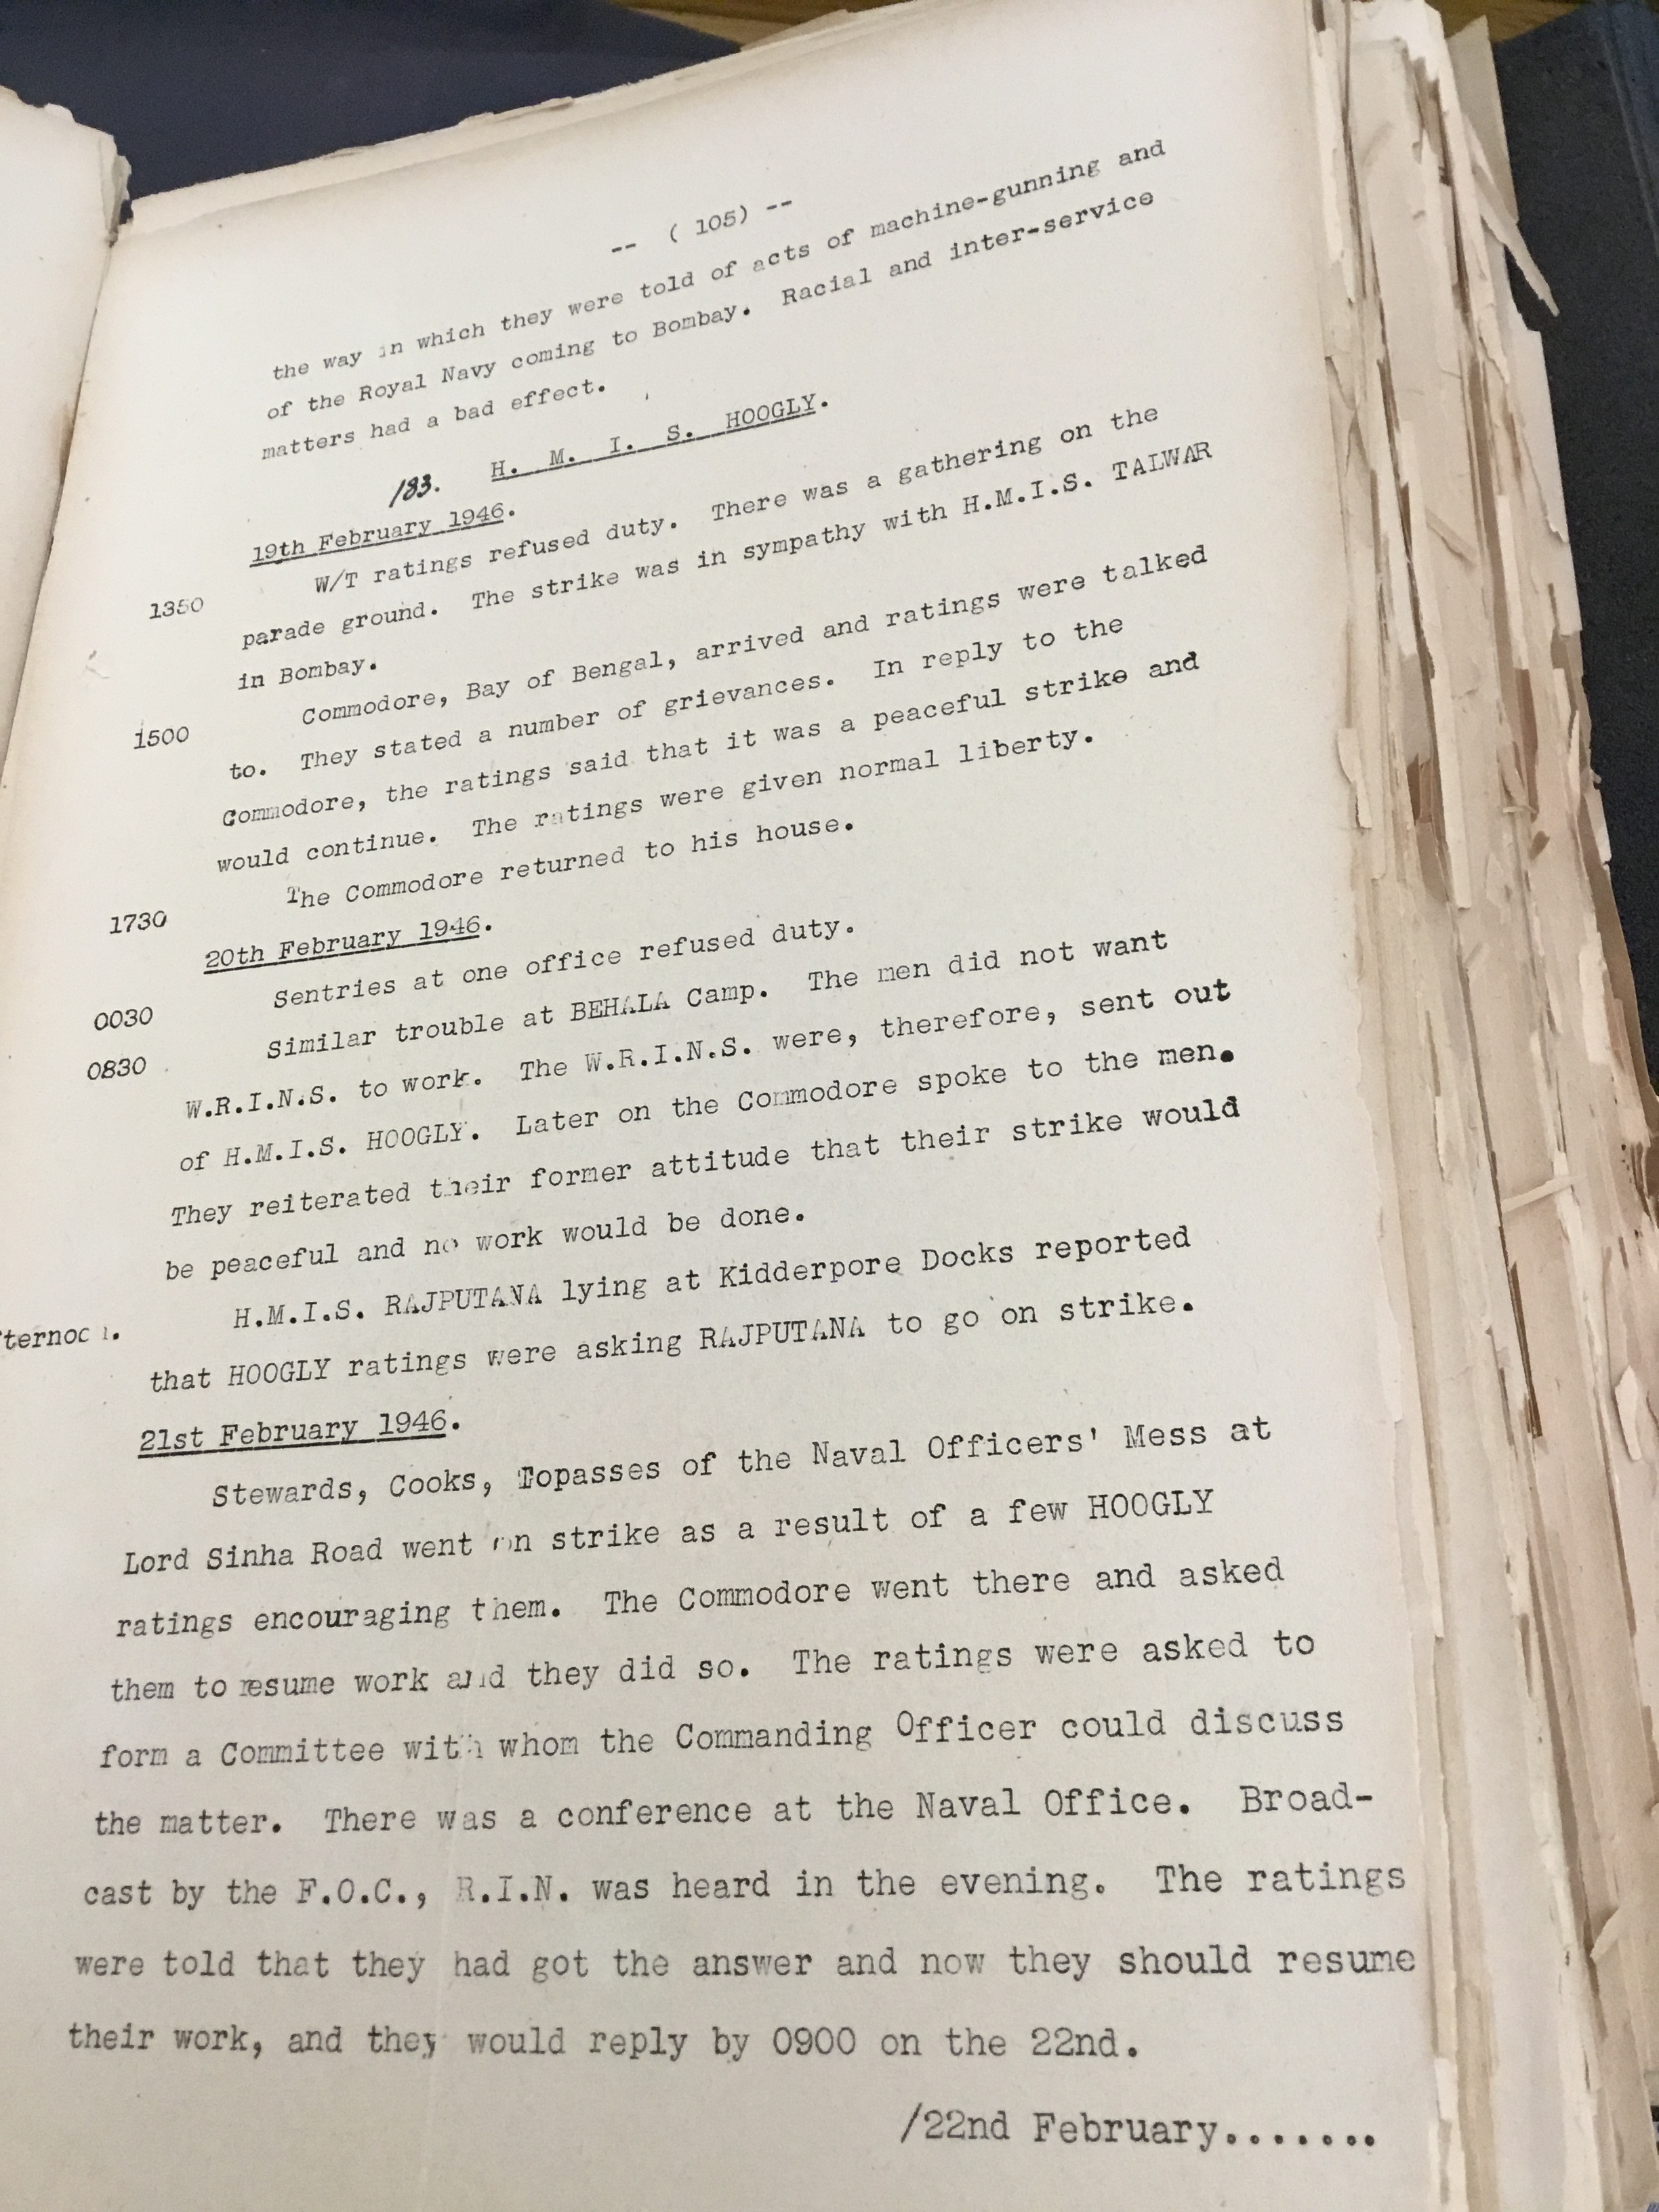 -- ( 105) --
the way in which they were told of acts of machine-gunning and
of the Royal Navy coming to Bombay. Racial and inter-service
matters had a bad effect.
183. H. M. I. S. HOOGLY.
19th February 1946.
1350 W/T ratings refused duty. There was a gathering on the
parade ground. The strike was in sympathy with H.M.I.S. TALWAR
in Bombay.
1500 Commodore, Bay of Bengal, arrived and ratings were talked
to. They stated a number of grievances. In reply to the
Commodore, the ratings said that it was a peaceful strike and
would continue. The ratings were given normal liberty.
1730 The Commodore returned to his house.
20th February 1946.
0030 Sentries at one office refused duty.
0830 Similar trouble at BEHALA Camp. The men did not want
W.R.I.N.S. to work. The W.R.I.N.S. were, therefore, sent out
of H.M.I.S. HOOGLY. Later on the Commodore spoke to the men.
They reiterated their former attitude that their strike would
be peaceful and no work would be done.
fternoon. H.M.I.S. RAJPUTANA lying at Kidderpore Docks reported
that HOOGLY ratings were asking RAJPUTANA to go on strike.
21st February 1946.
Stewards, Cooks, Topasses of the Naval Officers' Mess at
Lord Sinha Road went on strike as a result of a few HOOGLY
ratings encouraging them. The Commodore went there and asked
them to resume work and they did so. The ratings were asked to
form a Committee with whom the Commanding Officer could discuss
the matter. There was a conference at the Naval Office. Broad-
cast by the F.O.C., R.I.N. was heard in the evening. The ratings
were told that they had got the answer and now they should resume
their work, and they would reply by 0900 on the 22nd.
/22nd February.......